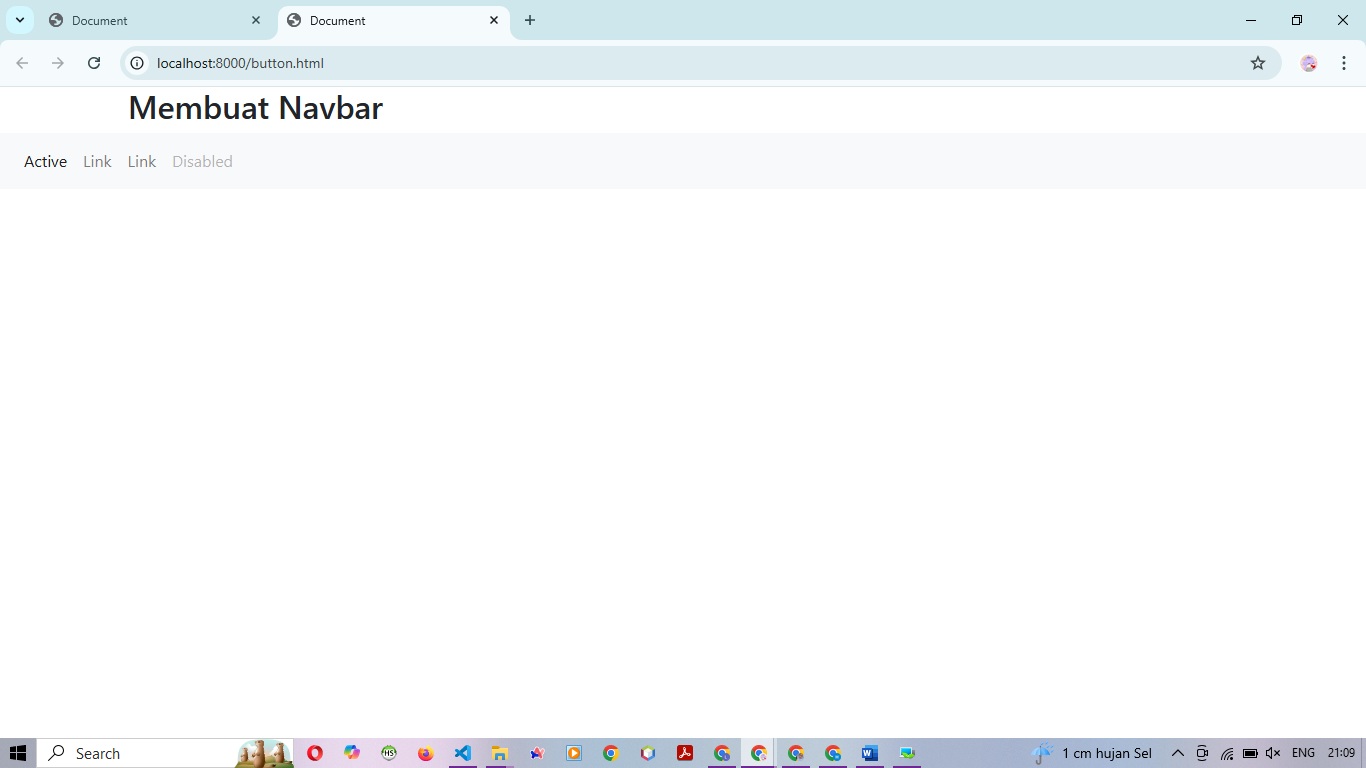 Document
Document
localhost:8000/button.html
Membuat Navbar
Active Link Link Disabled
Search
HS
W
1 cm hujan Sel
ENG
21:09